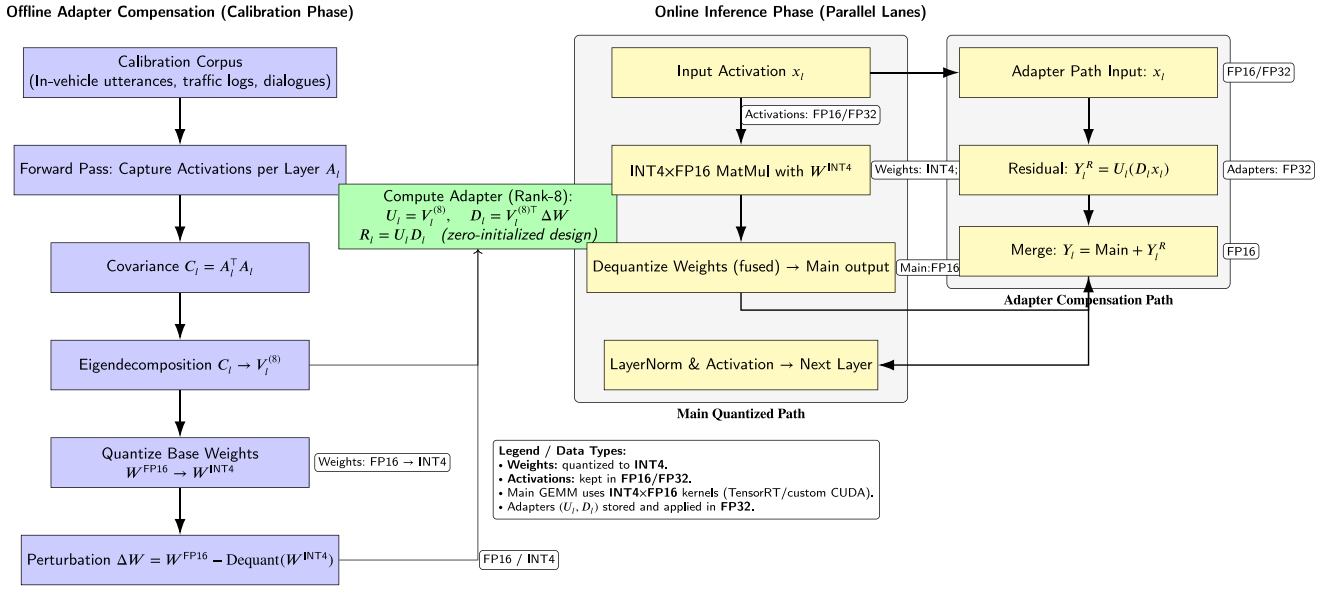 Offline Adapter Compensation (Calibration Phase)
Calibration Corpus
(In-vehicle utterances, traffic logs, dialogues)
Forward Pass: Capture Activations per Layer A_l
Covariance C_l = A_l^⊤ A_l
Eigendecomposition C_l → V_l^(8)
Quantize Base Weights
W^FP16 → W^INT4
Weights: FP16 → INT4
Perturbation ΔW = W^FP16 − Dequant(W^INT4)
FP16 / INT4
Compute Adapter (Rank-8):
U_l = V_l^(8), D_l = V_l^(8)⊤ ΔW
R_l = U_l D_l (zero-initialized design)
Online Inference Phase (Parallel Lanes)
Input Activation x_l
Activations: FP16/FP32
INT4×FP16 MatMul with W^INT4
Weights: INT4;
Dequantize Weights (fused) → Main output
Main:FP16
LayerNorm & Activation → Next Layer
Main Quantized Path
Adapter Path Input: x_l
FP16/FP32
Residual: Y_l^R = U_l(D_l x_l)
Adapters: FP32
Merge: Y_l = Main + Y_l^R
FP16
Adapter Compensation Path
Legend / Data Types:
• Weights: quantized to INT4.
• Activations: kept in FP16/FP32.
• Main GEMM uses INT4×FP16 kernels (TensorRT/custom CUDA).
• Adapters (U_l, D_l) stored and applied in FP32.